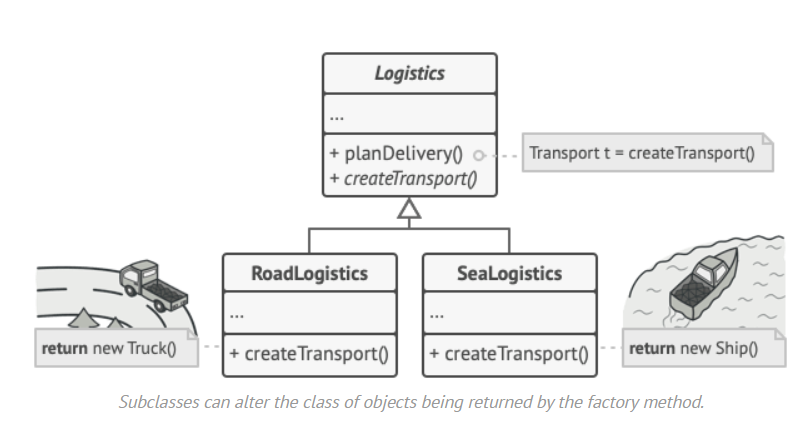 Logistics
...
+ planDelivery()
+ createTransport()
Transport t = createTransport()
RoadLogistics
...
+ createTransport()
SeaLogistics
...
+ createTransport()
return new Truck()
return new Ship()
Subclasses can alter the class of objects being returned by the factory method.